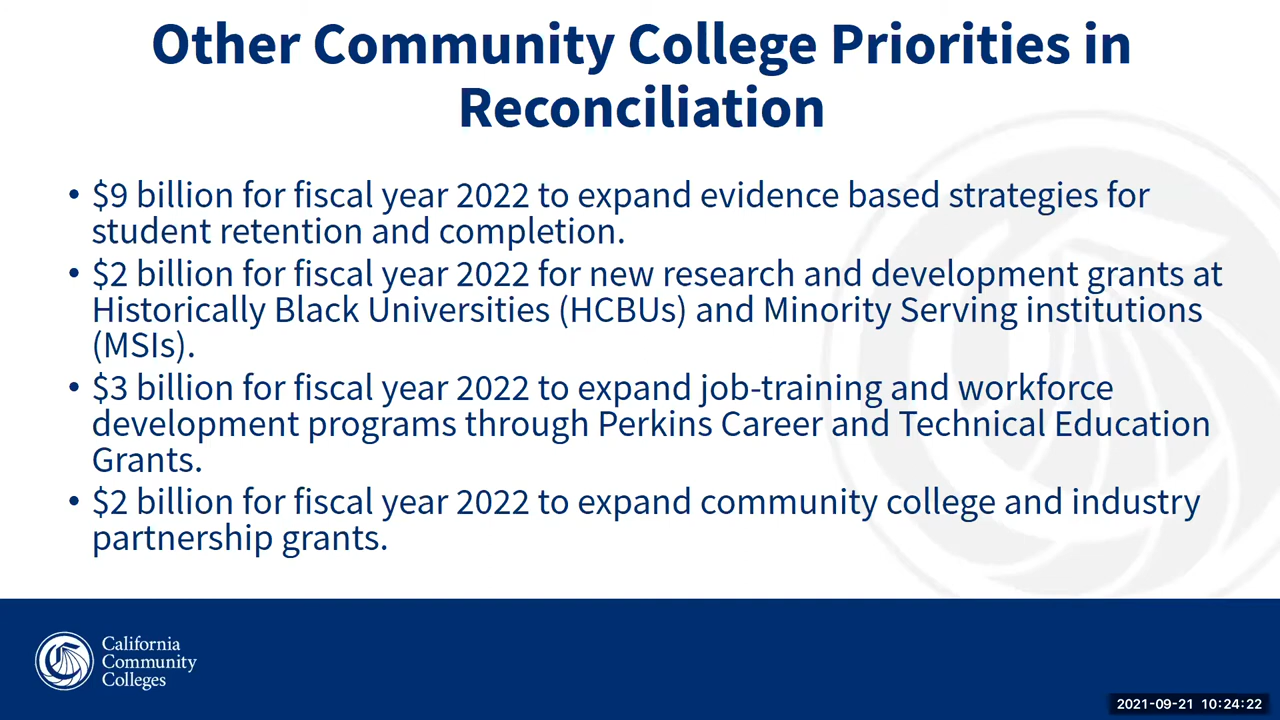 Other Community College Priorities in
Reconciliation
• $9 billion for fiscal year 2022 to expand evidence based strategies for
student retention and completion.
• $2 billion for fiscal year 2022 for new research and development grants at
Historically Black Universities (HCBUs) and Minority Serving institutions
(MSIs).
• $3 billion for fiscal year 2022 to expand job-training and workforce
development programs through Perkins Career and Technical Education
Grants.
• $2 billion for fiscal year 2022 to expand community college and industry
partnership grants.
California
Community
Colleges
2021-09-21 10:24:22